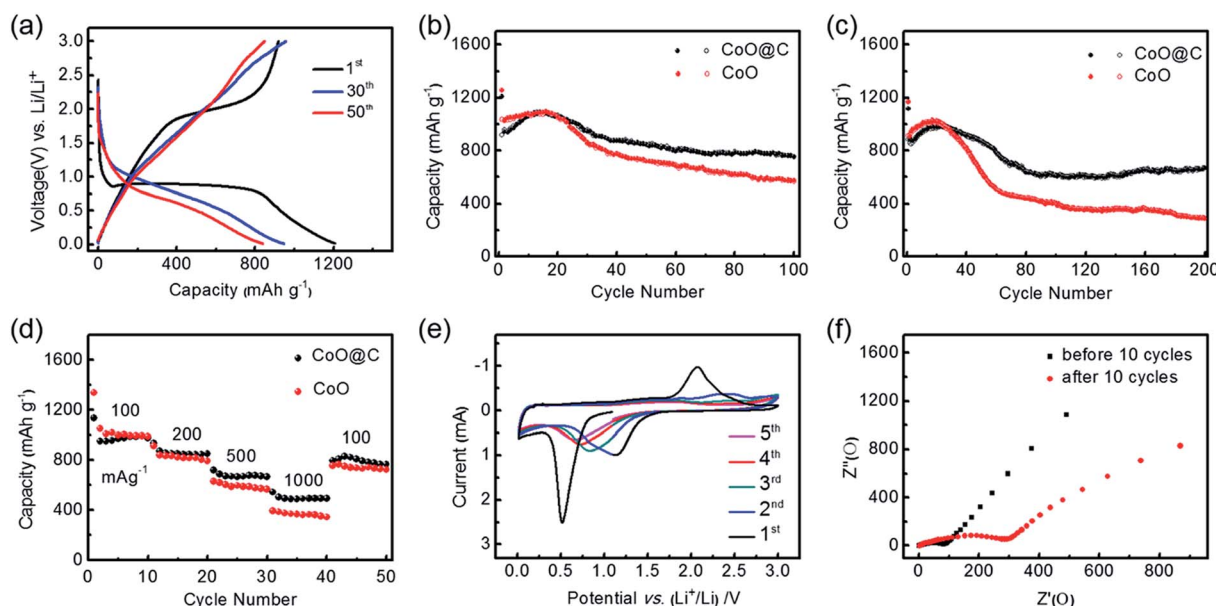 (a)
3.0
2.5
2.0
1.5
1.0
0.5
0.0
Voltage(V) vs. Li/Li⁺
1ˢᵗ
30ᵗʰ
50ᵗʰ
0 400 800 1200
Capacity (mAh g⁻¹)
(b)
1600
1200
800
400
0
Capacity (mAh g⁻¹)
CoO@C
CoO
0 20 40 60 80 100
Cycle Number
(c)
1600
1200
800
400
0
Capacity (mAh g⁻¹)
CoO@C
CoO
0 40 80 120 160 200
Cycle Number
(d)
1600
1200
800
400
0
Capacity (mAh g⁻¹)
CoO@C
CoO
100
200
500
1000
100
mAg⁻¹
0 10 20 30 40 50
Cycle Number
(e)
-1
0
1
2
3
Current (mA)
5ᵗʰ
4ᵗʰ
3ʳᵈ
2ⁿᵈ
1ˢᵗ
0.0 0.5 1.0 1.5 2.0 2.5 3.0
Potential vs. (Li⁺/Li) /V
(f)
1600
1200
800
400
0
Z''(O)
before 10 cycles
after 10 cycles
0 200 400 600 800
Z'(O)